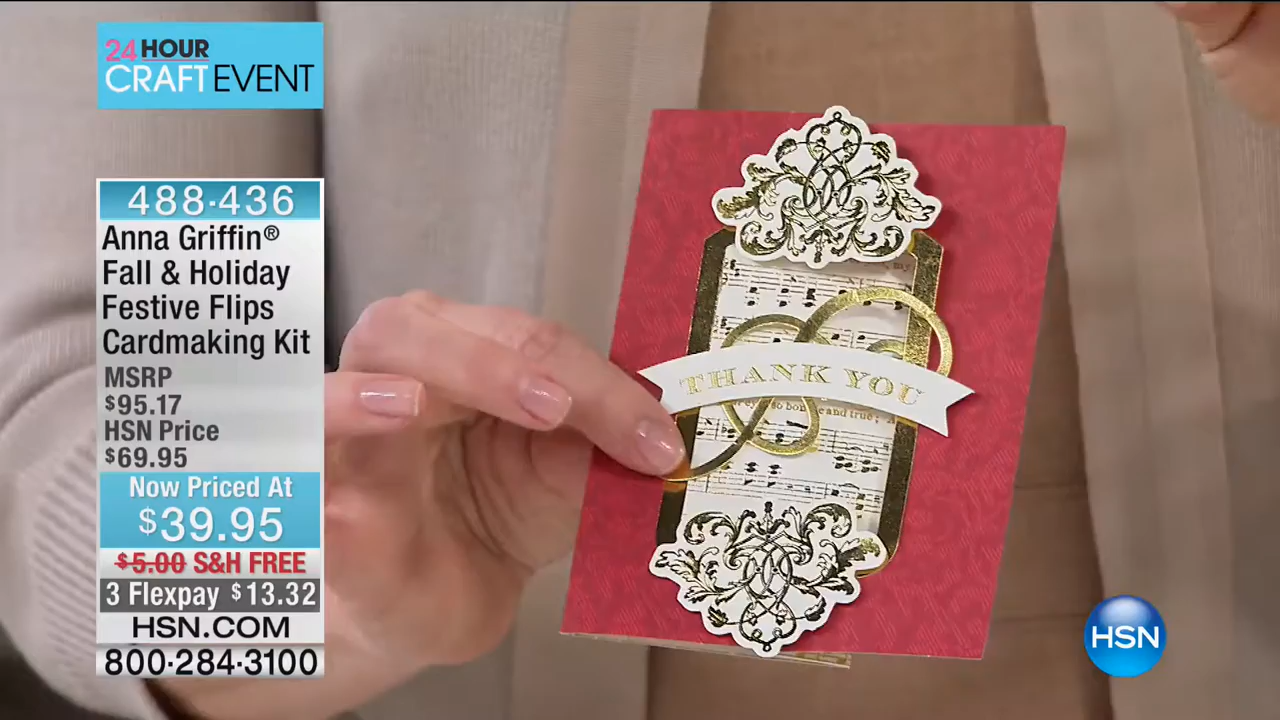 24 HOUR
CRAFT EVENT
488-436
Anna Griffin®
Fall & Holiday
Festive Flips
Cardmaking Kit
MSRP
$95.17
HSN Price
$69.95
Now Priced At
$39.95
$5.00 S&H FREE
3 Flexpay $13.32
HSN.COM
800-284-3100
THANK YOU
and true
HSN